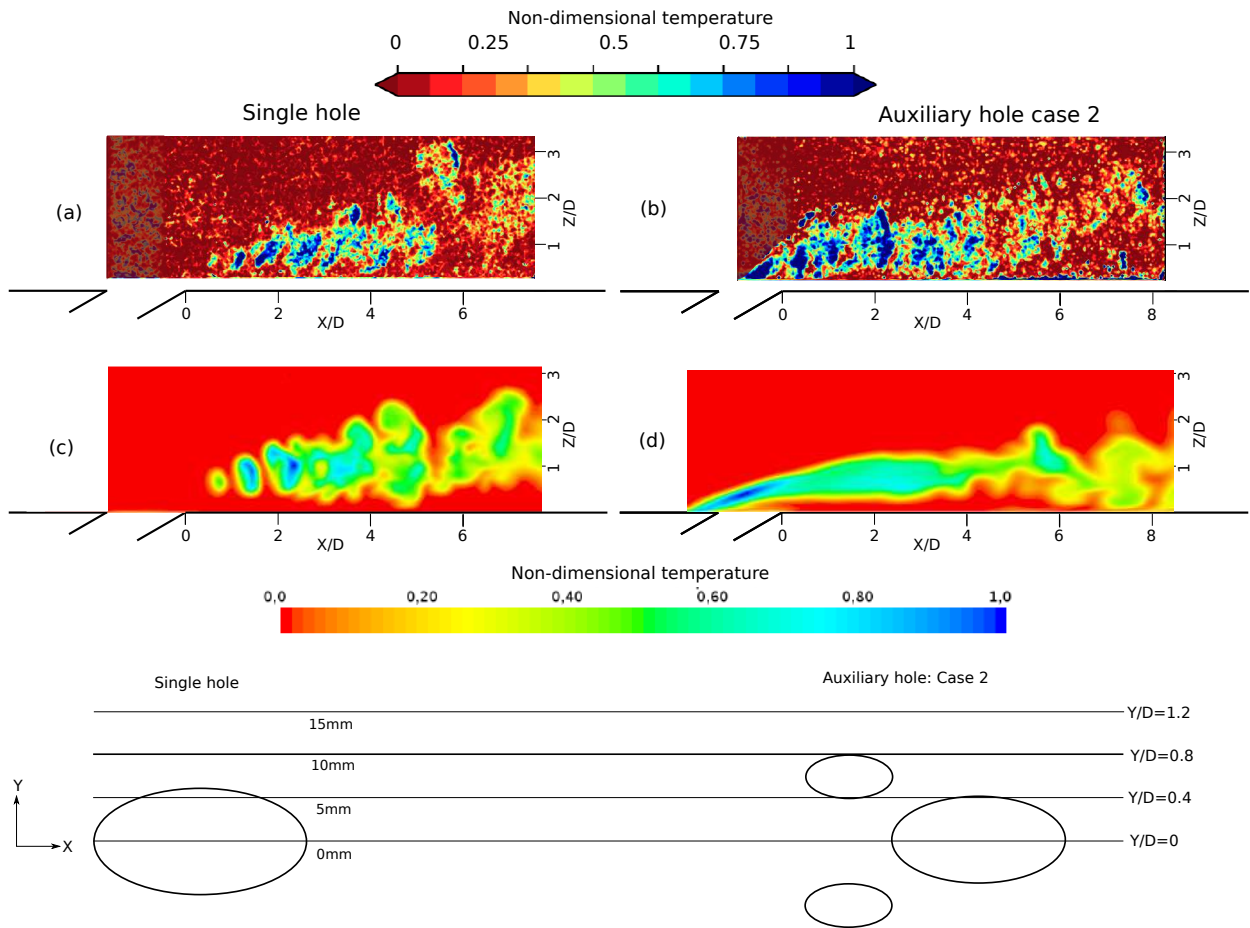 Non-dimensional temperature
0 0.25 0.5 0.75 1
Single hole
Auxiliary hole case 2
(a)
3
2
1
Z/D
0 2 4 6
X/D
(b)
3
2
1
Z/D
0 2 4 6 8
X/D
(c)
3
2
1
Z/D
0 2 4 6
X/D
(d)
3
2
1
Z/D
0 2 4 6 8
X/D
Non-dimensional temperature
0,0 0,20 0,40 0,60 0,80 1,0
Single hole
Auxiliary hole: Case 2
15mm
Y/D=1.2
10mm
Y/D=0.8
5mm
Y/D=0.4
0mm
Y/D=0
Y
X